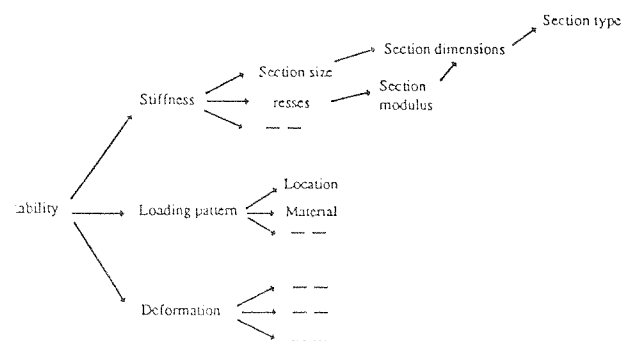 Section type
Section dimensions
Section size
Stiffness
resses
Section
modulus
Location
ability
Loading pattern
Material
Deformation